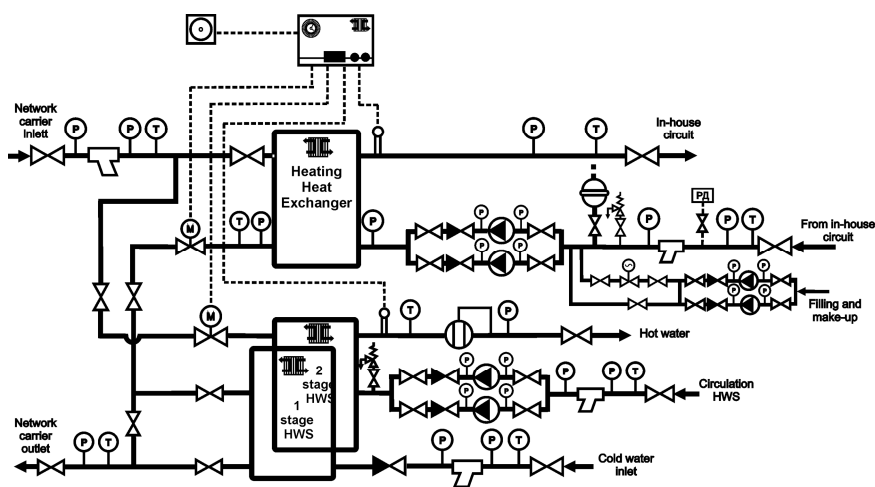 Network
carrier
inlett
P
P
T
P
T
In-house
circuit
Heating
Heat
Exchanger
M
T
P
P
P
P
P
P
P
РД
P
T
From in-house
circuit
P
P
P
P
Filling and
make-up
M
T
P
Hot water
2
stage
HWS
1
stage
HWS
P
P
P
P
P
P
T
Circulation
HWS
Network
carrier
outlet
P
T
P
P
T
Cold water
inlet